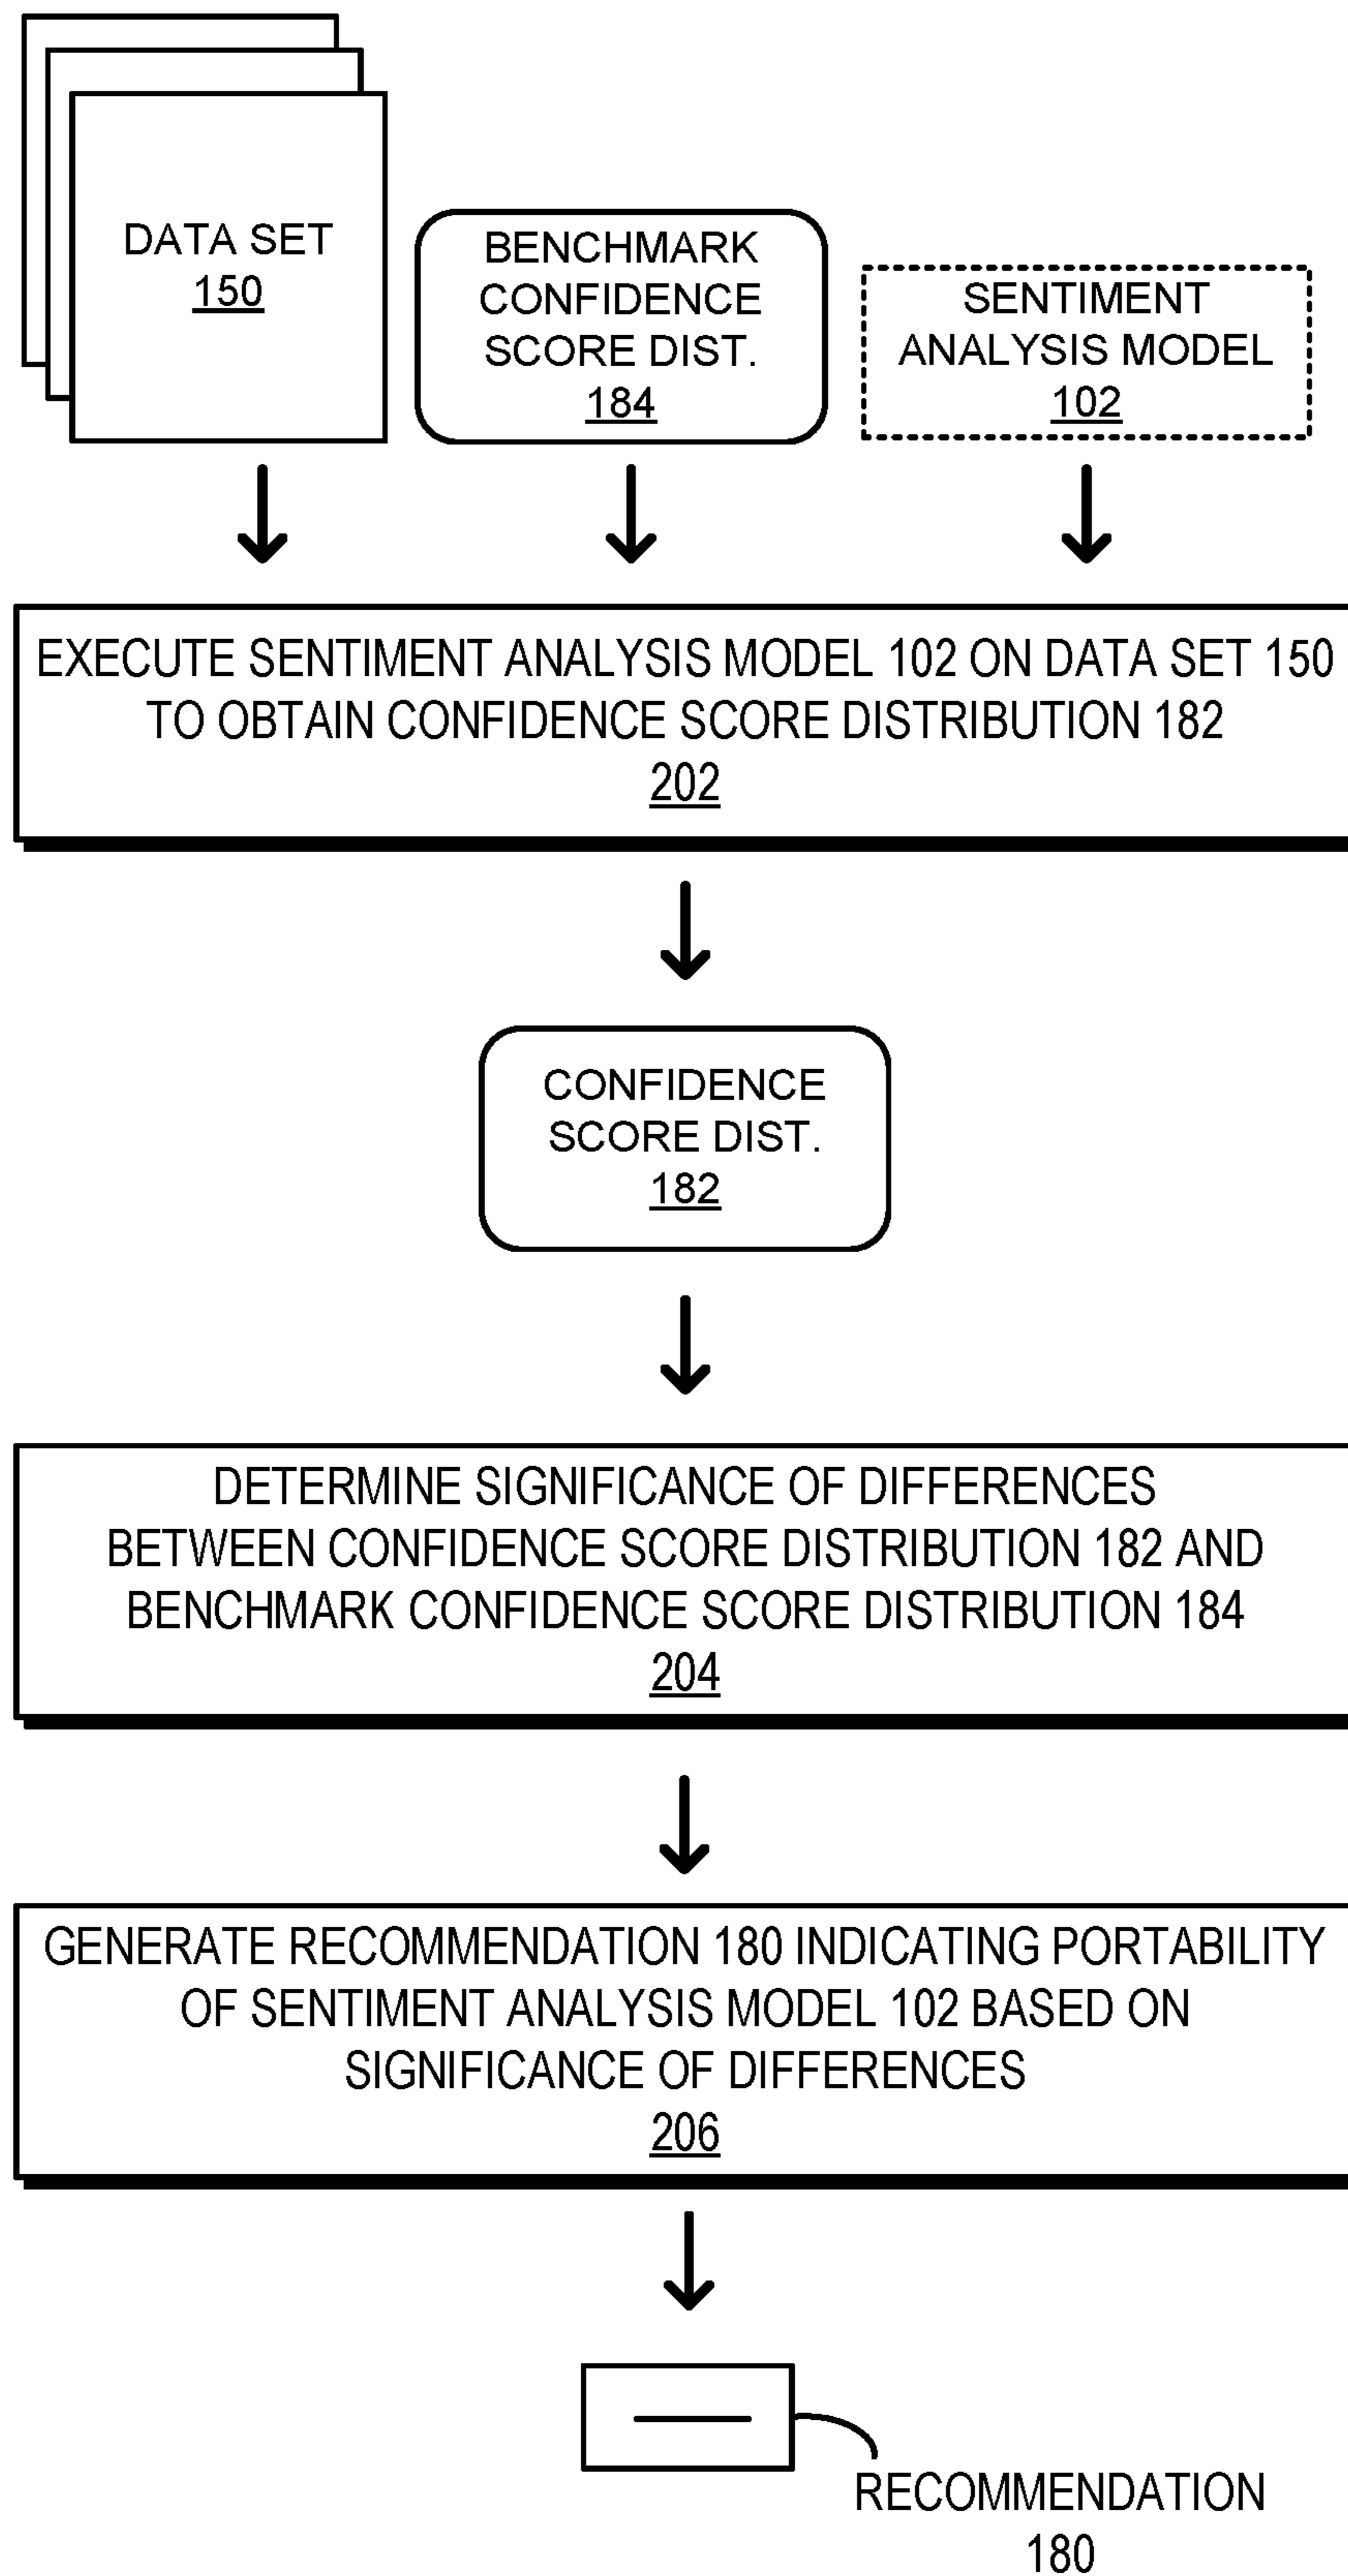 DATA SET
150
BENCHMARK
CONFIDENCE
SCORE DIST.
184
SENTIMENT
ANALYSIS MODEL
102
EXECUTE SENTIMENT ANALYSIS MODEL 102 ON DATA SET 150
TO OBTAIN CONFIDENCE SCORE DISTRIBUTION 182
202
CONFIDENCE
SCORE DIST.
182
DETERMINE SIGNIFICANCE OF DIFFERENCES
BETWEEN CONFIDENCE SCORE DISTRIBUTION 182 AND
BENCHMARK CONFIDENCE SCORE DISTRIBUTION 184
204
GENERATE RECOMMENDATION 180 INDICATING PORTABILITY
OF SENTIMENT ANALYSIS MODEL 102 BASED ON
SIGNIFICANCE OF DIFFERENCES
206
RECOMMENDATION
180